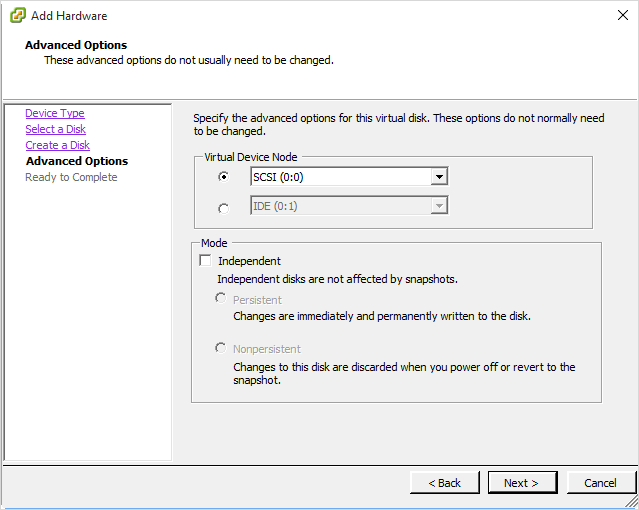 Add Hardware
Advanced Options
These advanced options do not usually need to be changed.
Device Type
Select a Disk
Create a Disk
Advanced Options
Ready to Complete
Specify the advanced options for this virtual disk. These options do not normally need
to be changed.
Virtual Device Node
SCSI (0:0)
IDE (0:1)
Mode
Independent
Independent disks are not affected by snapshots.
Persistent
Changes are immediately and permanently written to the disk.
Nonpersistent
Changes to this disk are discarded when you power off or revert to the
snapshot.
< Back
Next >
Cancel